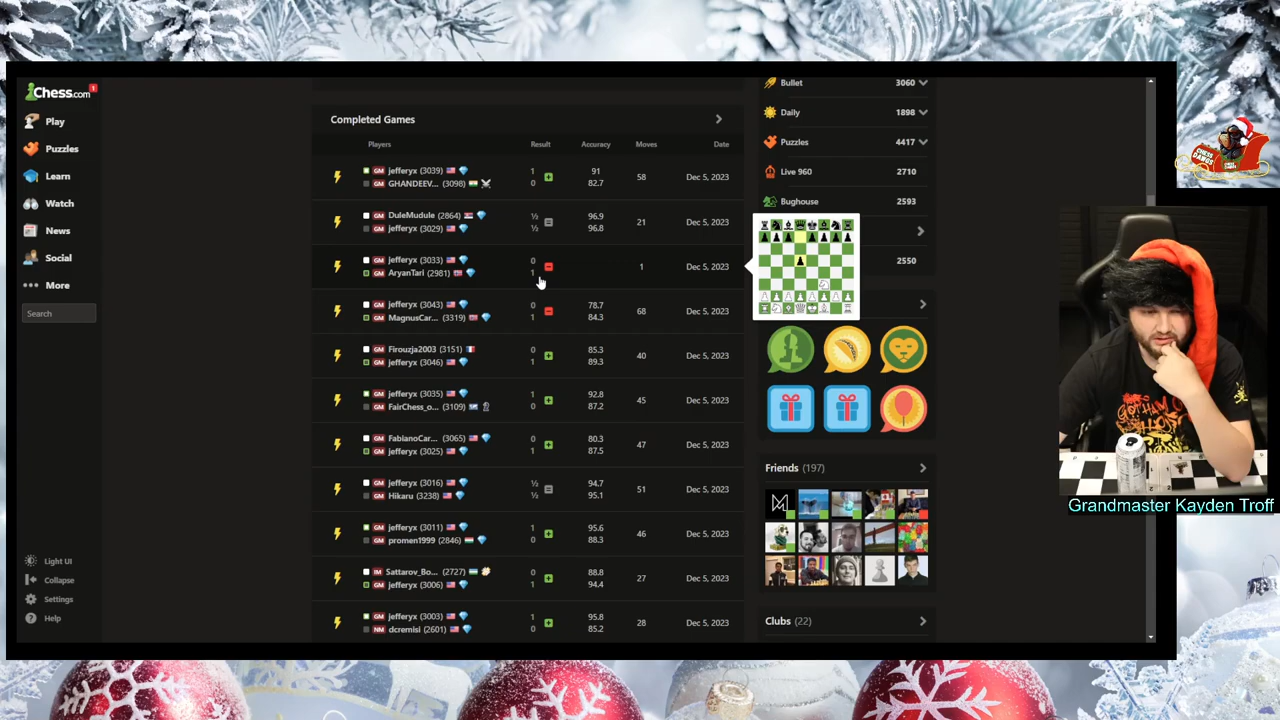 Chess.com
1
Play
Puzzles
Learn
Watch
News
Social
More
Search
Light UI
Collapse
Settings
Help
Completed Games
Players Result Accuracy Moves Date
GM jefferyx (3039) 1 91 58 Dec 5, 2023
GM GHANDEEV... (3098) 0 82.7
GM DuleMudule (2864) ½ 96.9 21 Dec 5, 2023
GM jefferyx (3029) ½ 96.8
GM jefferyx (3033) 0 1 Dec 5, 2023
GM AryanTari (2981) 1
GM jefferyx (3043) 0 78.7 68 Dec 5, 2023
GM MagnusCar... (3319) 1 84.3
GM Firouzja2003 (3151) 0 85.3 40 Dec 5, 2023
GM jefferyx (3046) 1 89.3
GM jefferyx (3035) 1 92.8 45 Dec 5, 2023
GM FairChess_o... (3109) 0 87.2
GM FabianoCar... (3065) 0 80.3 47 Dec 5, 2023
GM jefferyx (3025) 1 87.5
GM jefferyx (3016) ½ 94.7 51 Dec 5, 2023
GM Hikaru (3238) ½ 95.1
GM jefferyx (3011) 1 95.6 46 Dec 5, 2023
GM promen1999 (2846) 0 88.3
IM Sattarov_Bo... (2727) 0 88.8 27 Dec 5, 2023
GM jefferyx (3006) 1 94.4
GM jefferyx (3003) 1 95.8 28 Dec 5, 2023
NM dcremisi (2601) 0 85.2
Bullet 3060
Daily 1898
Puzzles 4417
Live 960 2710
Bughouse 2593
2550
Friends (197)
Clubs (22)
Grandmaster Kayden Troff